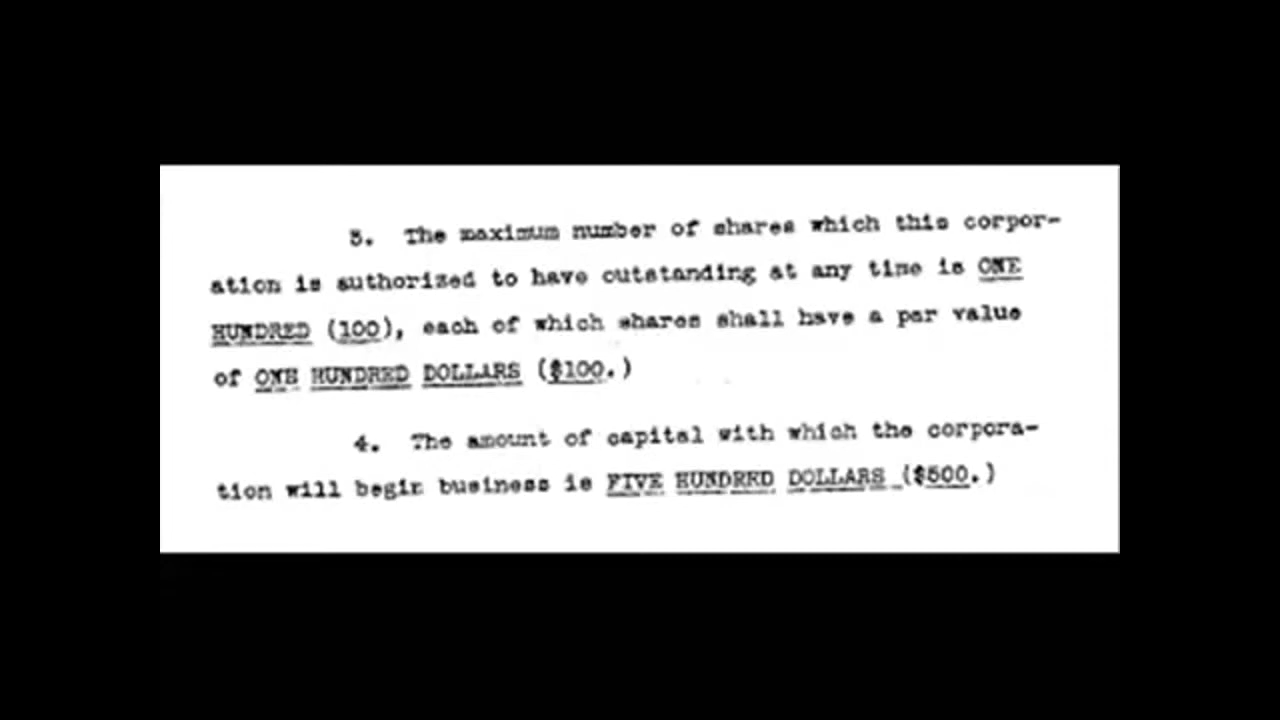 3. The maximum number of shares which this corpor-
ation is authorized to have outstanding at any time is ONE
HUNDRED (100), each of which shares shall have a par value
of ONE HUNDRED DOLLARS ($100.)
4. The amount of capital with which the corpora-
tion will begin business is FIVE HUNDRED DOLLARS ($500.)